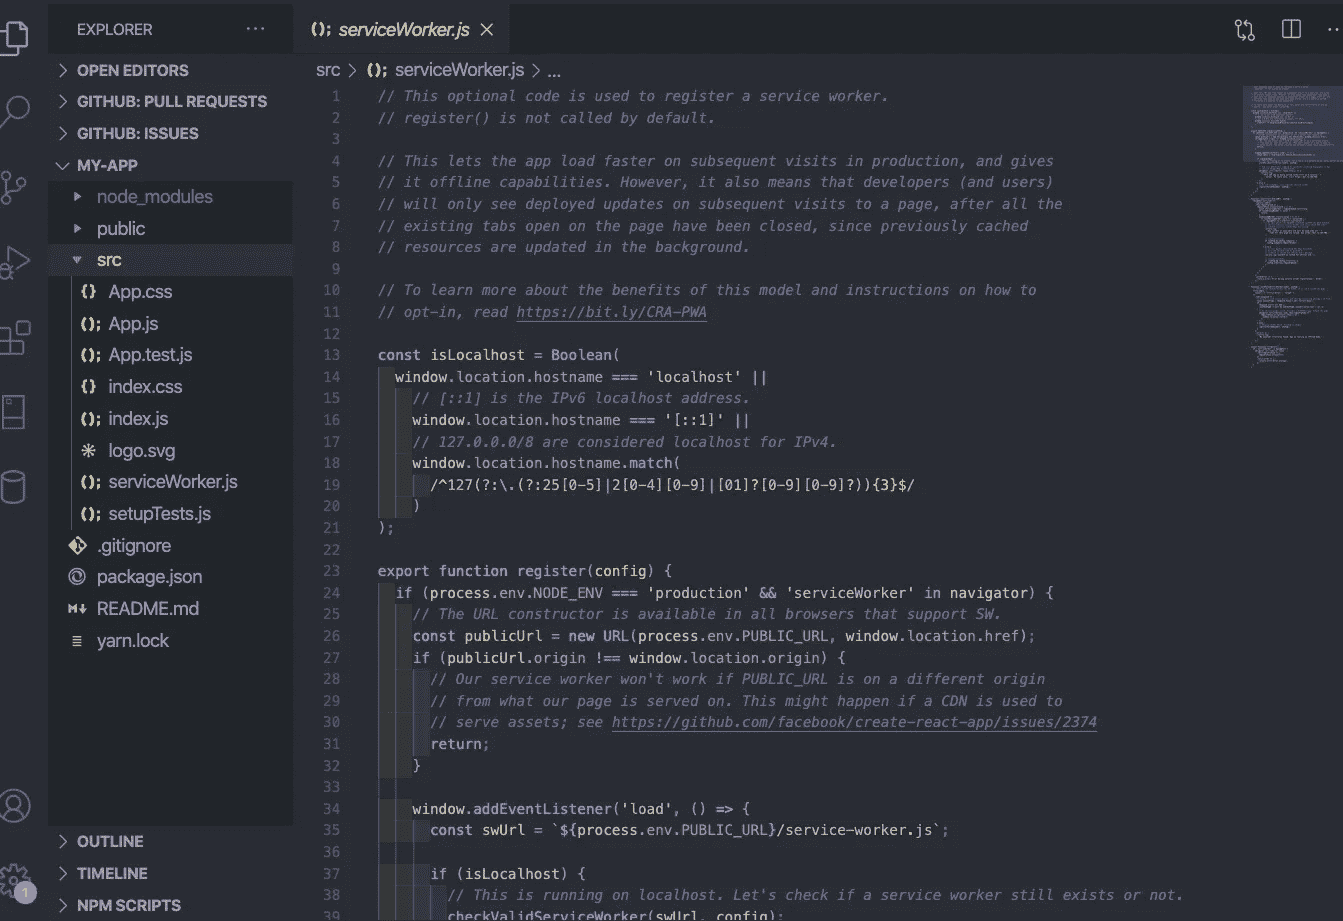 EXPLORER
OPEN EDITORS
GITHUB: PULL REQUESTS
GITHUB: ISSUES
MY-APP
node_modules
public
src
{} App.css
(); App.js
(); App.test.js
{} index.css
(); index.js
logo.svg
(); serviceWorker.js
(); setupTests.js
.gitignore
package.json
M↓ README.md
yarn.lock
OUTLINE
TIMELINE
NPM SCRIPTS
1
(); serviceWorker.js
src > (); serviceWorker.js > ...
1 // This optional code is used to register a service worker.
2 // register() is not called by default.
3
4 // This lets the app load faster on subsequent visits in production, and gives
5 // it offline capabilities. However, it also means that developers (and users)
6 // will only see deployed updates on subsequent visits to a page, after all the
7 // existing tabs open on the page have been closed, since previously cached
8 // resources are updated in the background.
9
10 // To learn more about the benefits of this model and instructions on how to
11 // opt-in, read https://bit.ly/CRA-PWA
12
13 const isLocalhost = Boolean(
14 window.location.hostname === 'localhost' ||
15 // [::1] is the IPv6 localhost address.
16 window.location.hostname === '[::1]' ||
17 // 127.0.0.0/8 are considered localhost for IPv4.
18 window.location.hostname.match(
19 /^127(?:\.(?:25[0-5]|2[0-4][0-9]|[01]?[0-9][0-9]?)){3}$/
20 )
21 );
22
23 export function register(config) {
24 if (process.env.NODE_ENV === 'production' && 'serviceWorker' in navigator) {
25 // The URL constructor is available in all browsers that support SW.
26 const publicUrl = new URL(process.env.PUBLIC_URL, window.location.href);
27 if (publicUrl.origin !== window.location.origin) {
28 // Our service worker won't work if PUBLIC_URL is on a different origin
29 // from what our page is served on. This might happen if a CDN is used to
30 // serve assets; see https://github.com/facebook/create-react-app/issues/2374
31 return;
32 }
33
34 window.addEventListener('load', () => {
35 const swUrl = `${process.env.PUBLIC_URL}/service-worker.js`;
36
37 if (isLocalhost) {
38 // This is running on localhost. Let's check if a service worker still exists or not.
39 checkValidServiceWorker(swUrl, config);